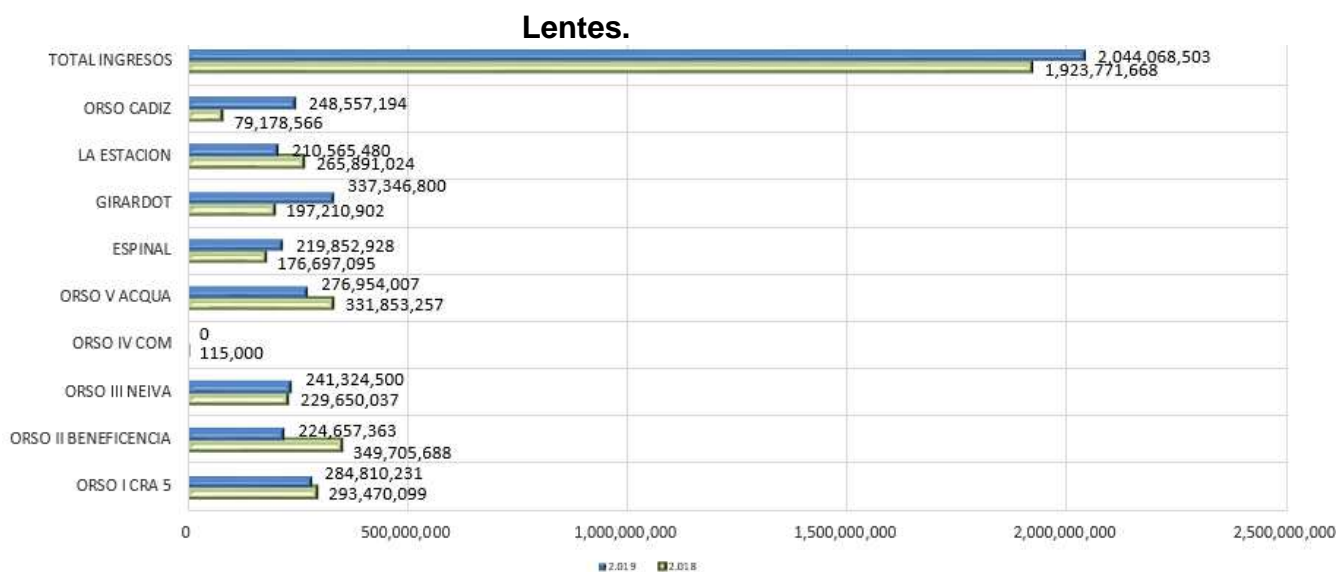 Lentes.
TOTAL INGRESOS
2,044,068,503
1,923,771,668
ORSO CADIZ
248,557,194
79,178,566
LA ESTACION
210,565,480
265,891,024
GIRARDOT
337,346,800
197,210,902
ESPINAL
219,852,928
176,697,095
ORSO V ACQUA
276,954,007
331,853,257
ORSO IV COM
0
115,000
ORSO III NEIVA
241,324,500
229,650,037
ORSO II BENEFICENCIA
224,657,363
349,705,688
ORSO I CRA 5
284,810,231
293,470,099
0 500,000,000 1,000,000,000 1,500,000,000 2,000,000,000 2,500,000,000
2.019 2.018